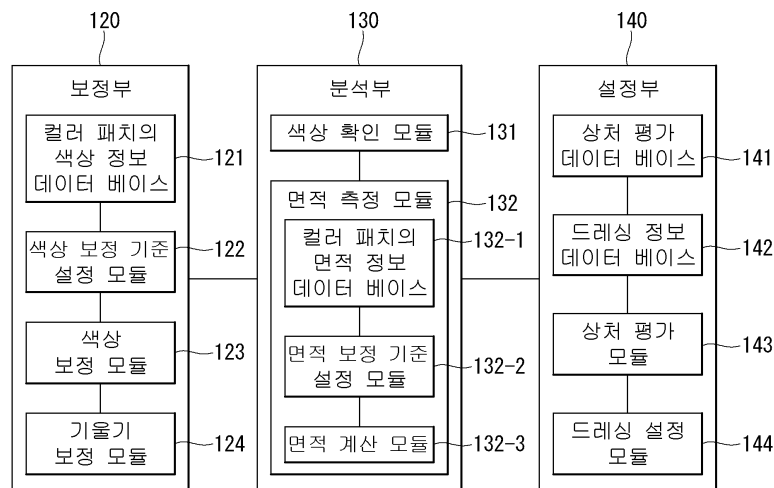 120
보정부
컬러 패치의
색상 정보
데이터 베이스
121
색상 보정 기준
설정 모듈
122
색상
보정 모듈
123
기울기
보정 모듈
124
130
분석부
색상 확인 모듈
131
면적 측정 모듈
132
컬러 패치의
면적 정보
데이터 베이스
132-1
면적 보정 기준
설정 모듈
132-2
면적 계산 모듈
132-3
140
설정부
상처 평가
데이터 베이스
141
드레싱 정보
데이터 베이스
142
상처 평가
모듈
143
드레싱 설정
모듈
144